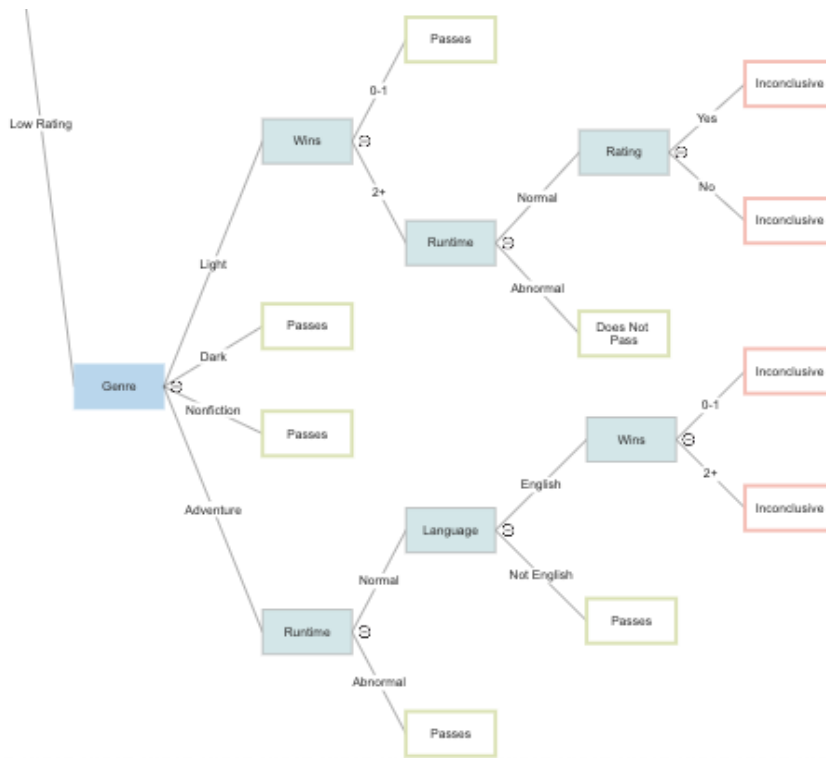 Passes
Low Rating
0-1
Inconclusive
Yes
Wins
Rating
2+
Normal
No
Inconclusive
Runtime
Light
Abnormal
Passes
Does Not
Pass
Dark
Genre
Inconclusive
Nonfiction
0-1
Passes
Wins
2+
English
Adventure
Inconclusive
Language
Not English
Normal
Passes
Runtime
Abnormal
Passes